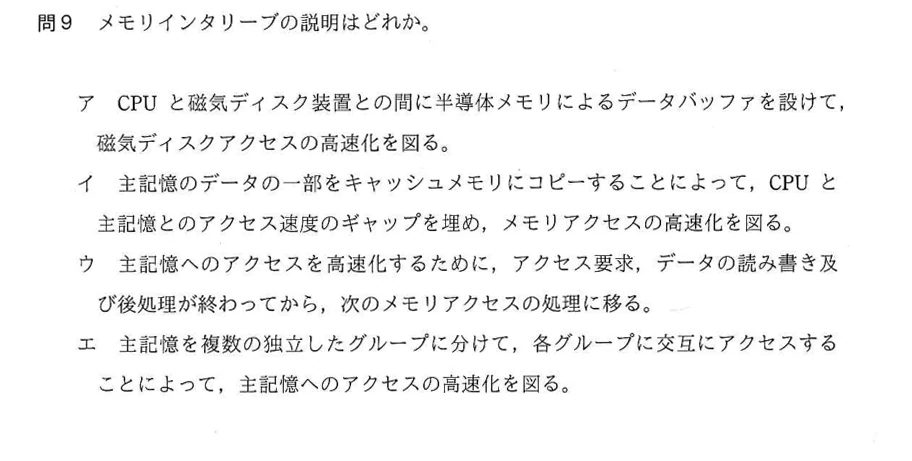 問9　メモリインタリーブの説明はどれか。
ア　CPU と磁気ディスク装置との間に半導体メモリによるデータバッファを設けて，
磁気ディスクアクセスの高速化を図る。
イ　主記憶のデータの一部をキャッシュメモリにコピーすることによって，CPU と
主記憶とのアクセス速度のギャップを埋め，メモリアクセスの高速化を図る。
ウ　主記憶へのアクセスを高速化するために，アクセス要求，データの読み書き及
び後処理が終わってから，次のメモリアクセスの処理に移る。
エ　主記憶を複数の独立したグループに分けて，各グループに交互にアクセスする
ことによって，主記憶へのアクセスの高速化を図る。